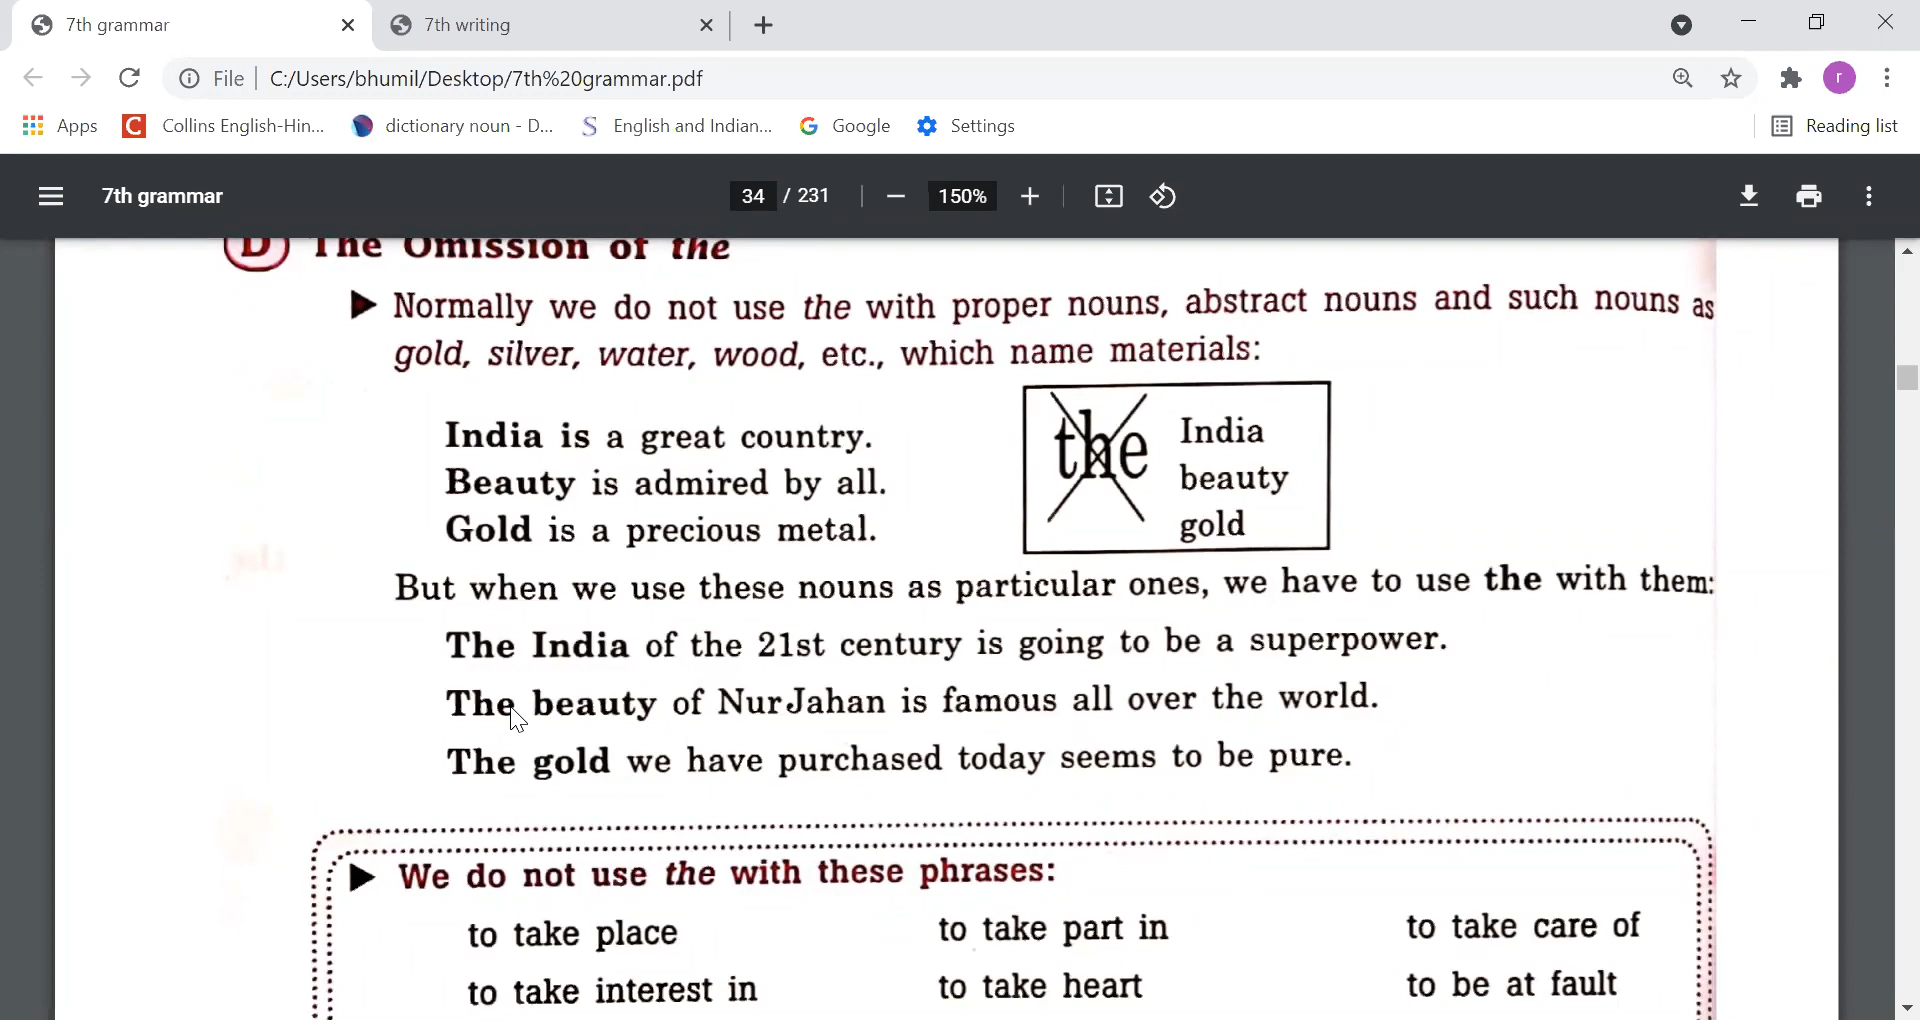 7th grammar
7th writing
File
C:/Users/bhumil/Desktop/7th%20grammar.pdf
r
Apps
Collins English-Hin...
dictionary noun - D...
English and Indian...
Google
Settings
Reading list
7th grammar
34 / 231
150%
D The Omission of the
Normally we do not use the with proper nouns, abstract nouns and such nouns as
gold, silver, water, wood, etc., which name materials:
India is a great country.
Beauty is admired by all.
Gold is a precious metal.
the
India
beauty
gold
But when we use these nouns as particular ones, we have to use the with them:
The India of the 21st century is going to be a superpower.
The beauty of NurJahan is famous all over the world.
The gold we have purchased today seems to be pure.
We do not use the with these phrases:
to take place to take part in to take care of
to take interest in to take heart to be at fault